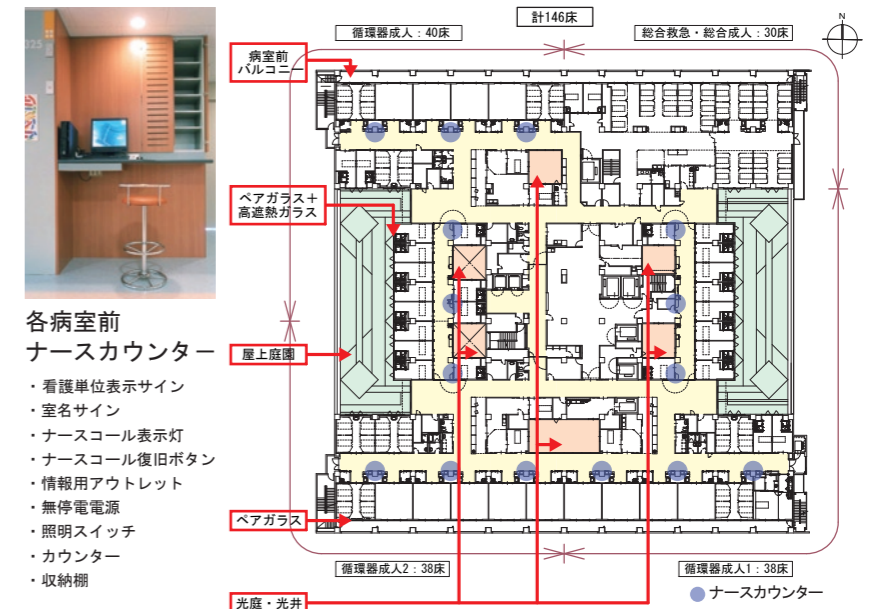 計146床
循環器成人：40床
総合救急・総合成人：30床
N
325
病室前
バルコニー
ペアガラス＋
高遮熱ガラス
各病室前
ナースカウンター
屋上庭園
・看護単位表示サイン
・室名サイン
・ナースコール表示灯
・ナースコール復旧ボタン
・情報用アウトレット
・無停電電源
・照明スイッチ
・カウンター
・収納棚
ペアガラス
循環器成人2：38床
循環器成人1：38床
ナースカウンター
光庭・光井